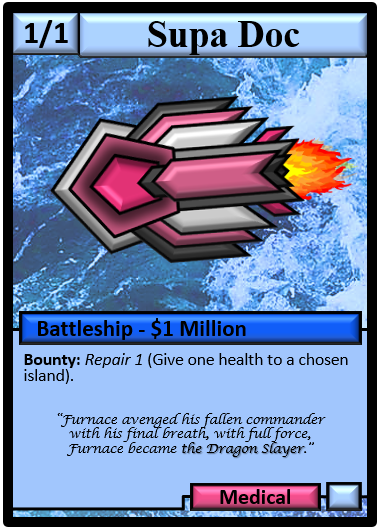 1/1
Supa Doc
Battleship - $1 Million
Bounty: Repair 1 (Give one health to a chosen
island).
“Furnace avenged his fallen commander
with his final breath, with full force,
Furnace became the Dragon Slayer.”
Medical